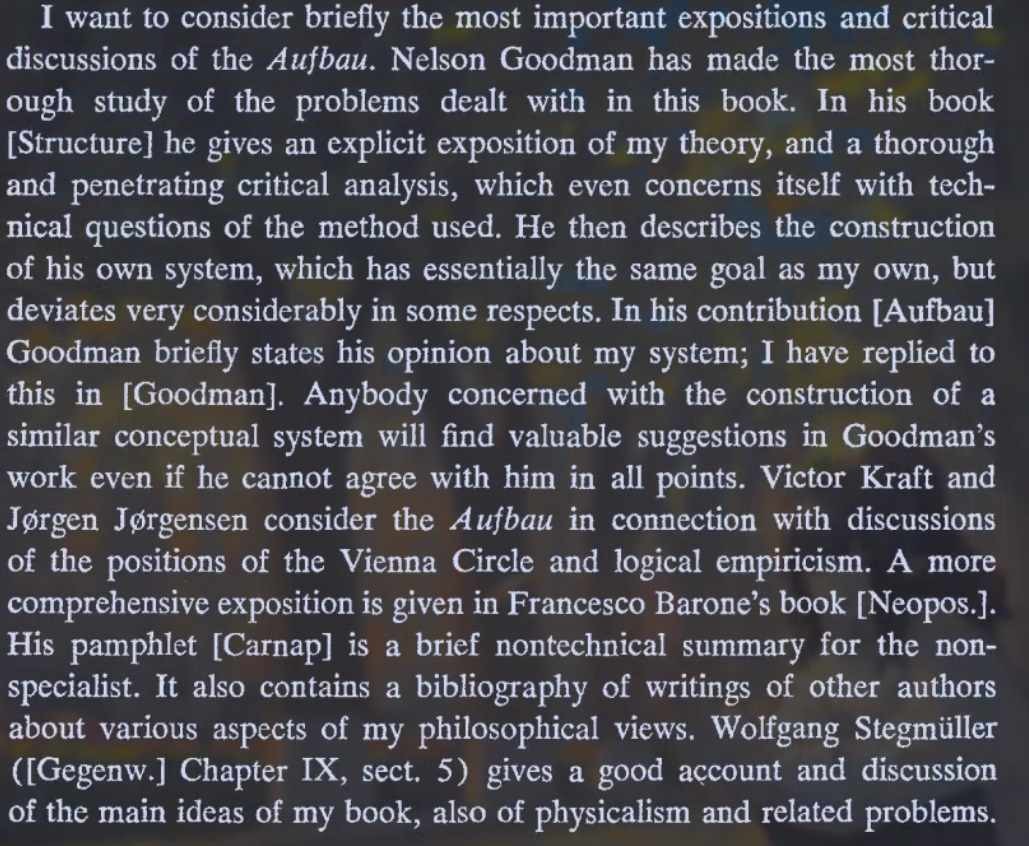 I want to consider briefly the most important expositions and critical
discussions of the Aufbau. Nelson Goodman has made the most thor-
ough study of the problems dealt with in this book. In his book
[Structure] he gives an explicit exposition of my theory, and a thorough
and penetrating critical analysis, which even concerns itself with tech-
nical questions of the method used. He then describes the construction
of his own system, which has essentially the same goal as my own, but
deviates very considerably in some respects. In his contribution [Aufbau]
Goodman briefly states his opinion about my system; I have replied to
this in [Goodman]. Anybody concerned with the construction of a
similar conceptual system will find valuable suggestions in Goodman's
work even if he cannot agree with him in all points. Victor Kraft and
Jørgen Jørgensen consider the Aufbau in connection with discussions
of the positions of the Vienna Circle and logical empiricism. A more
comprehensive exposition is given in Francesco Barone's book [Neopos.].
His pamphlet [Carnap] is a brief nontechnical summary for the non-
specialist. It also contains a bibliography of writings of other authors
about various aspects of my philosophical views. Wolfgang Stegmüller
([Gegenw.] Chapter IX, sect. 5) gives a good account and discussion
of the main ideas of my book, also of physicalism and related problems.